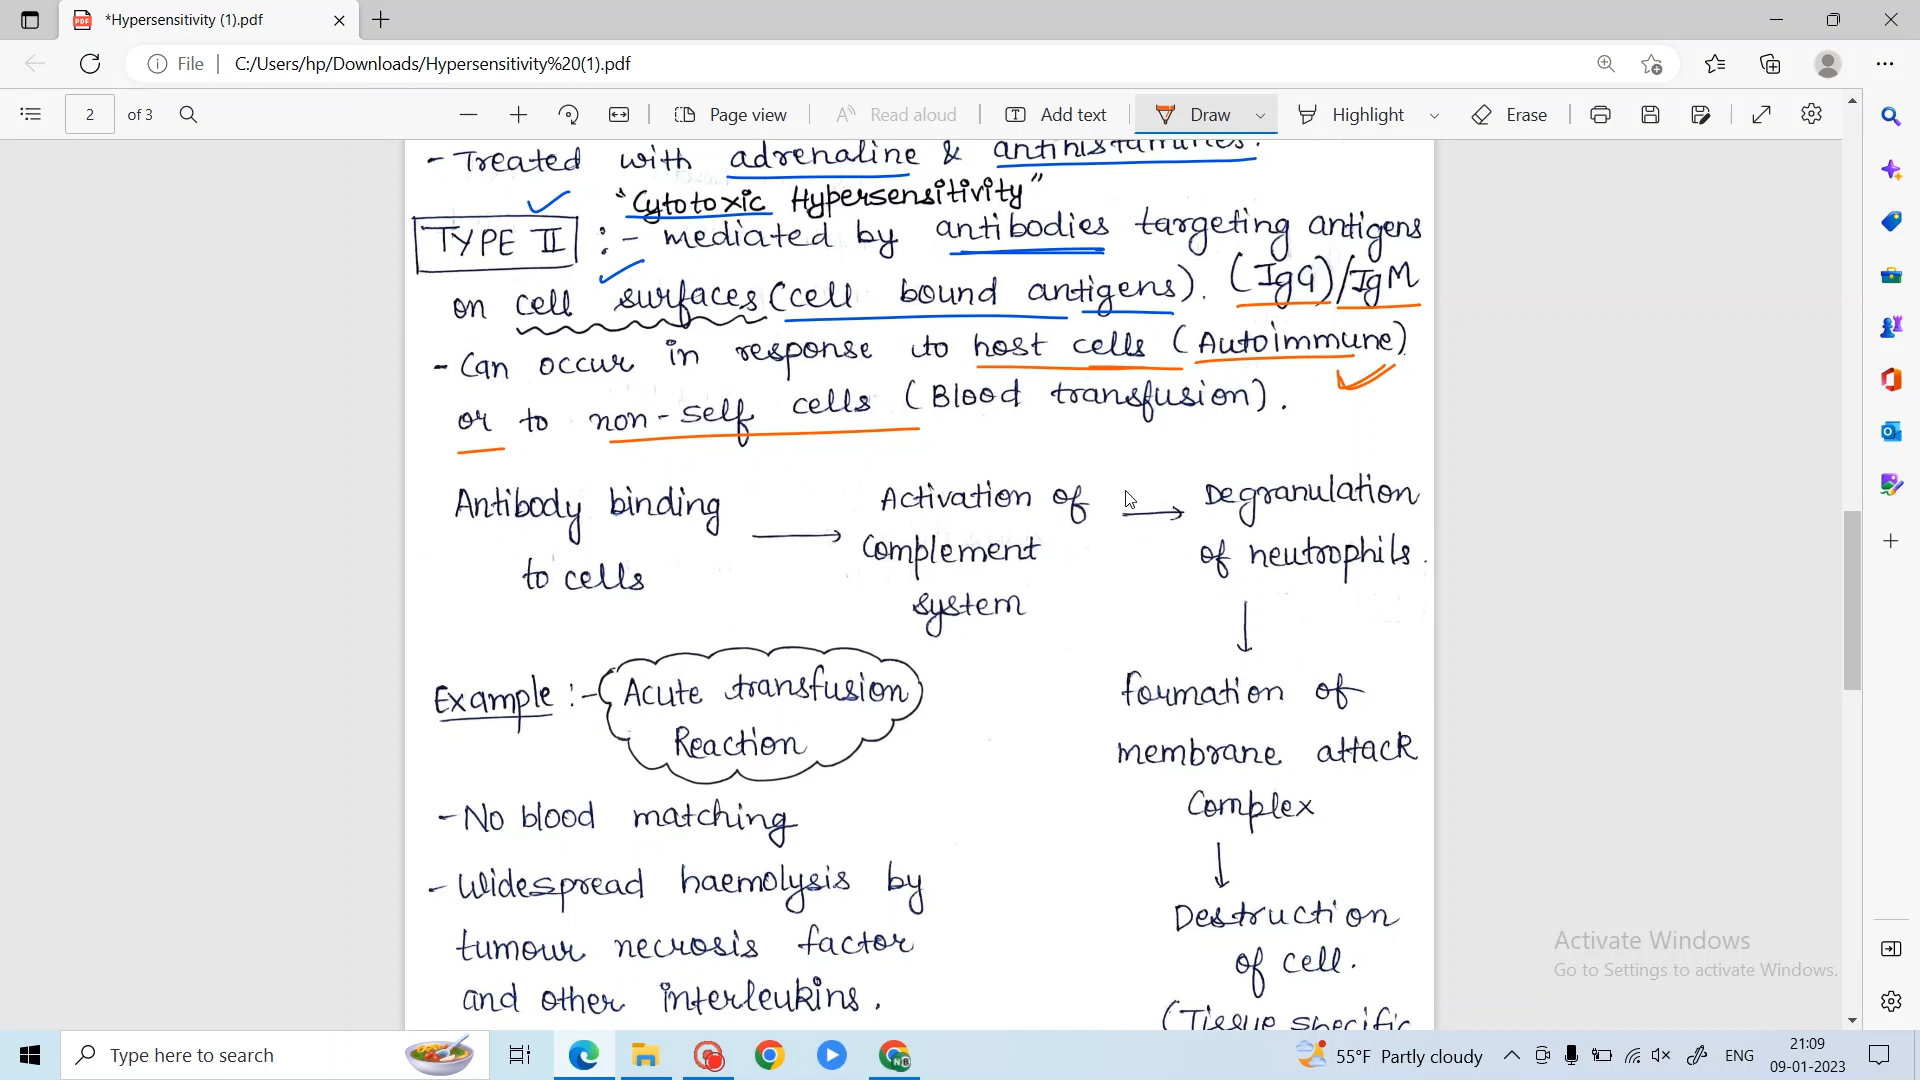 *Hypersensitivity (1).pdf
File | C:/Users/hp/Downloads/Hypersensitivity%20(1).pdf
2 of 3 Page view Read aloud Add text Draw Highlight Erase
- Treated with adrenaline & antihistamines.
"Cytotoxic Hypersensitivity"
TYPE II :- mediated by antibodies targeting antigens
on cell surfaces (cell bound antigens). (IgG)/IgM
- Can occur in response to host cells (Autoimmune)
or to non-self cells (Blood transfusion).
Antibody binding
to cells
Activation of
Complement
system
Degranulation
of neutrophils.
formation of
membrane attack
Complex
Destruction
of cell.
(Tissue specific
Example :- Acute transfusion
Reaction
- No blood matching
- Widespread haemolysis by
tumour necrosis factor
and other interleukins.
Activate Windows
Go to Settings to activate Windows.
Type here to search
55°F Partly cloudy
ENG
21:09
09-01-2023